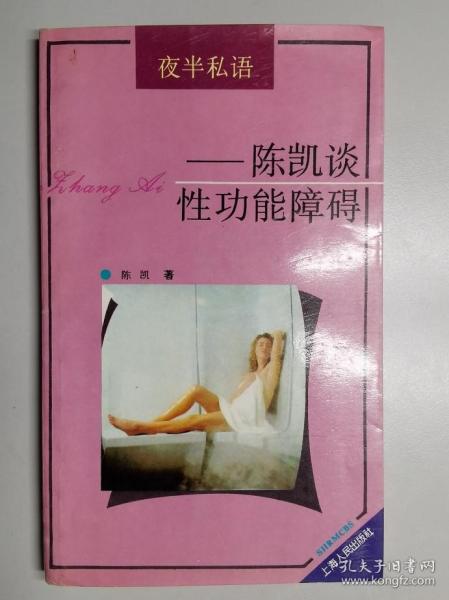 夜半私语
——陈凯谈
Zhang Ai
性功能障碍
陈凯 著
SHRMCBS
上海人民出版社
孔夫子旧书网
www.kongfz.com